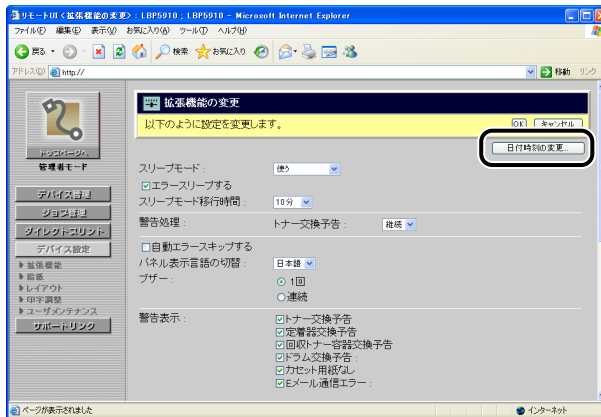 リモートUI<拡張機能の変更> : LBP5910 ; LBP5910 - Microsoft Internet Explorer
ファイル(F) 編集(E) 表示(V) お気に入り(A) ツール(T) ヘルプ(H)
戻る 検索 お気に入り
アドレス(D) http:// 移動 リンク
トップページへ
管理者モード
デバイス管理
ジョブ管理
ダイレクトプリント
デバイス設定
拡張機能
給紙
レイアウト
印字調整
ユーザメンテナンス
サポートリンク
拡張機能の変更
以下のように設定を変更します。 OK キャンセル
日付時刻の変更...
スリープモード : 使う
エラースリープする
スリープモード移行時間 : 10分
警告処理 : トナー交換予告 : 継続
自動エラースキップする
パネル表示言語の切替 : 日本語
ブザー : 1回
連続
警告表示 : トナー交換予告
定着器交換予告
回収トナー容器交換予告
ドラム交換予告 :
カセット用紙なし
Eメール通信エラー :
ページが表示されました インターネット